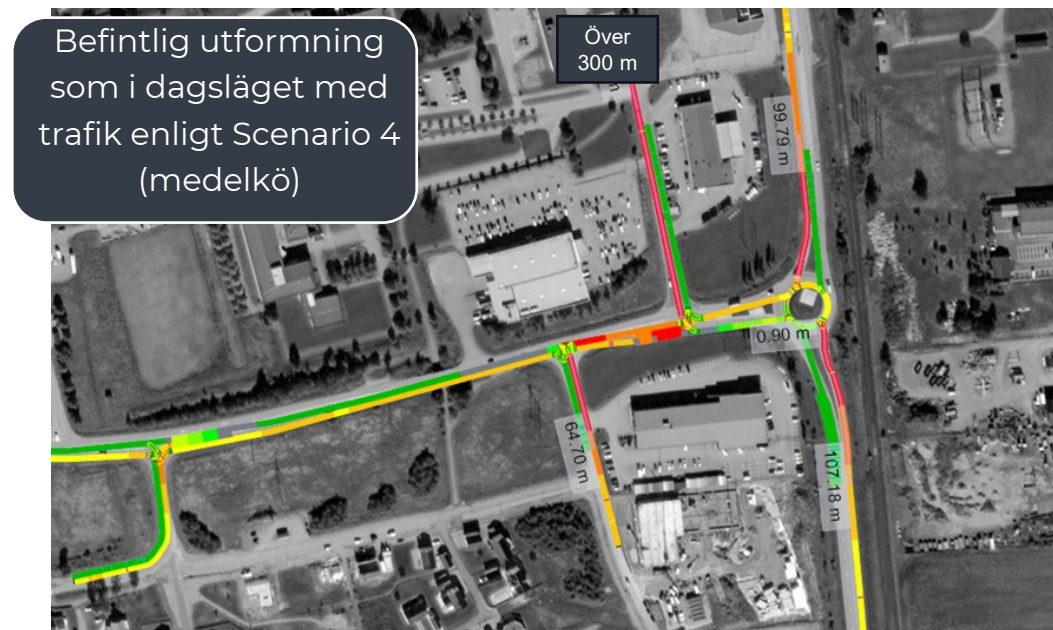 Befintlig utformning
som i dagsläget med
trafik enligt Scenario 4
(medelkö)
Över
300 m
m
99.79 m
0.90 m
64.70 m
107.18 m